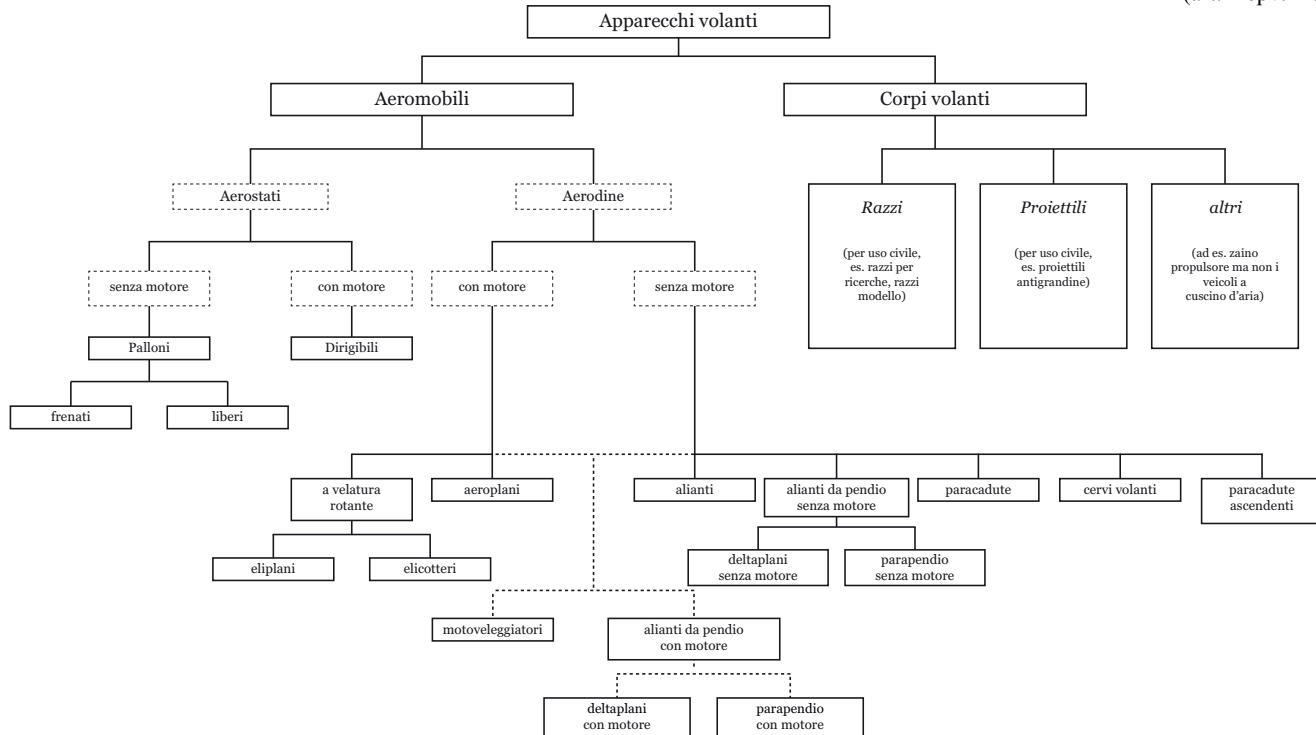 Apparecchi volanti
Aeromobili
Corpi volanti
Aerostati
Aerodine
Razzi
(per uso civile,
es. razzi per
ricerche, razzi
modello)
Proiettili
(per uso civile,
es. proiettili
antigrandine)
altri
(ad es. zaino
propulsore ma non i
veicoli a
cuscino d'aria)
senza motore
con motore
con motore
senza motore
Palloni
Dirigibili
frenati
liberi
a velatura
rotante
aeroplani
alianti
alianti da pendio
senza motore
paracadute
cervi volanti
paracadute
ascendenti
eliplani
elicotteri
deltaplani
senza motore
parapendio
senza motore
motoveleggiatori
alianti da pendio
con motore
deltaplani
con motore
parapendio
con motore